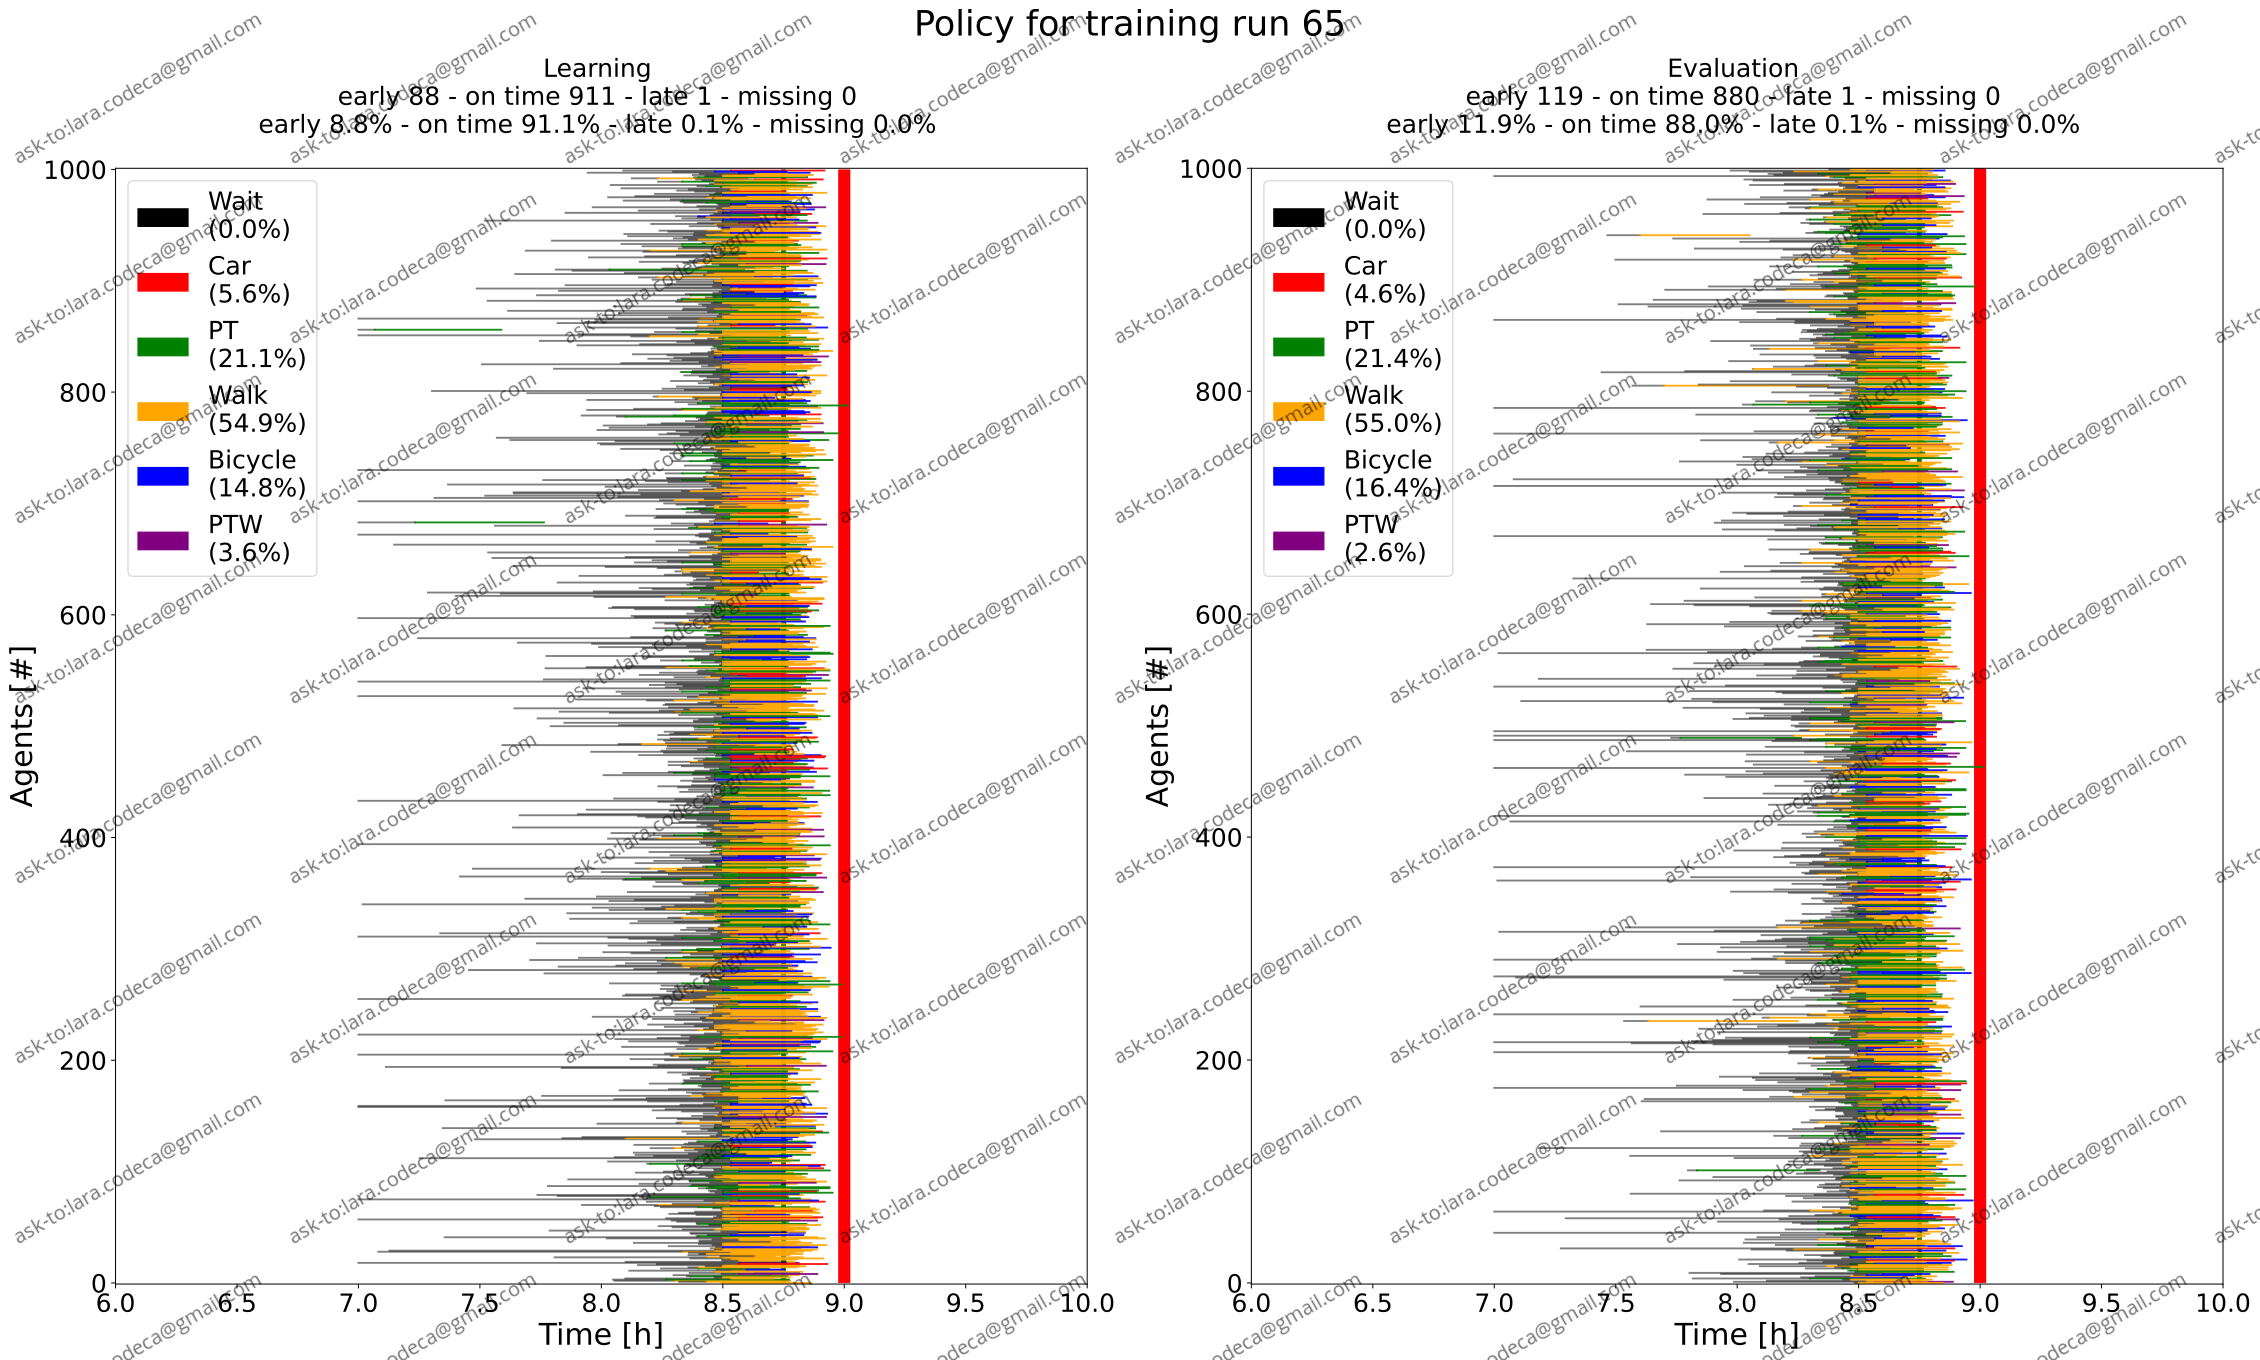 Policy for training run 65
Learning
early 88 - on time 911 - late 1 - missing 0
early 8.8% - on time 91.1% - late 0.1% - missing 0.0%
Wait
(0.0%)
Car
(5.6%)
PT
(21.1%)
Walk
(54.9%)
Bicycle
(14.8%)
PTW
(3.6%)
1000
800
600
400
200
0
Agents [#]
6.0 6.5 7.0 7.5 8.0 8.5 9.0 9.5 10.0
Time [h]
Evaluation
early 119 - on time 880 - late 1 - missing 0
early 11.9% - on time 88.0% - late 0.1% - missing 0.0%
Wait
(0.0%)
Car
(4.6%)
PT
(21.4%)
Walk
(55.0%)
Bicycle
(16.4%)
PTW
(2.6%)
1000
800
600
400
200
0
Agents [#]
6.0 6.5 7.0 7.5 8.0 8.5 9.0 9.5 10.0
Time [h]
ask-to:lara.codeca@gmail.com